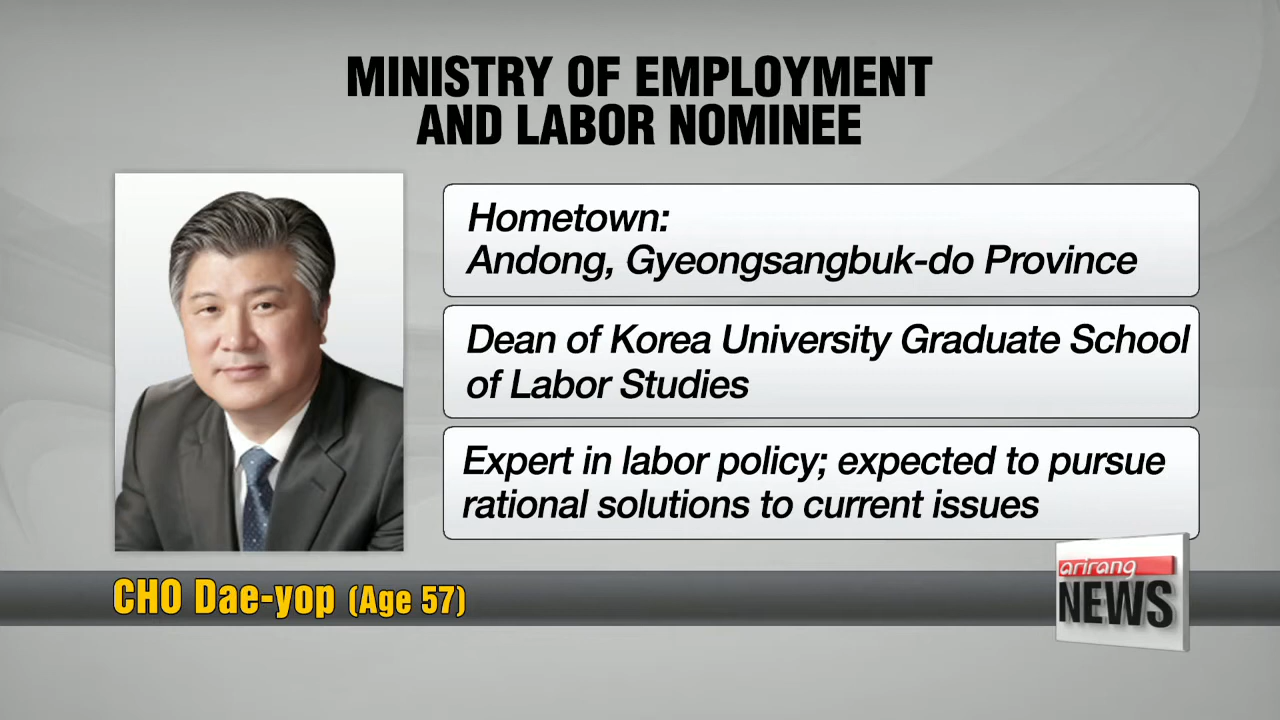 MINISTRY OF EMPLOYMENT
AND LABOR NOMINEE
Hometown:
Andong, Gyeongsangbuk-do Province
Dean of Korea University Graduate School
of Labor Studies
Expert in labor policy; expected to pursue
rational solutions to current issues
CHO Dae-yop (Age 57)
arirang
NEWS